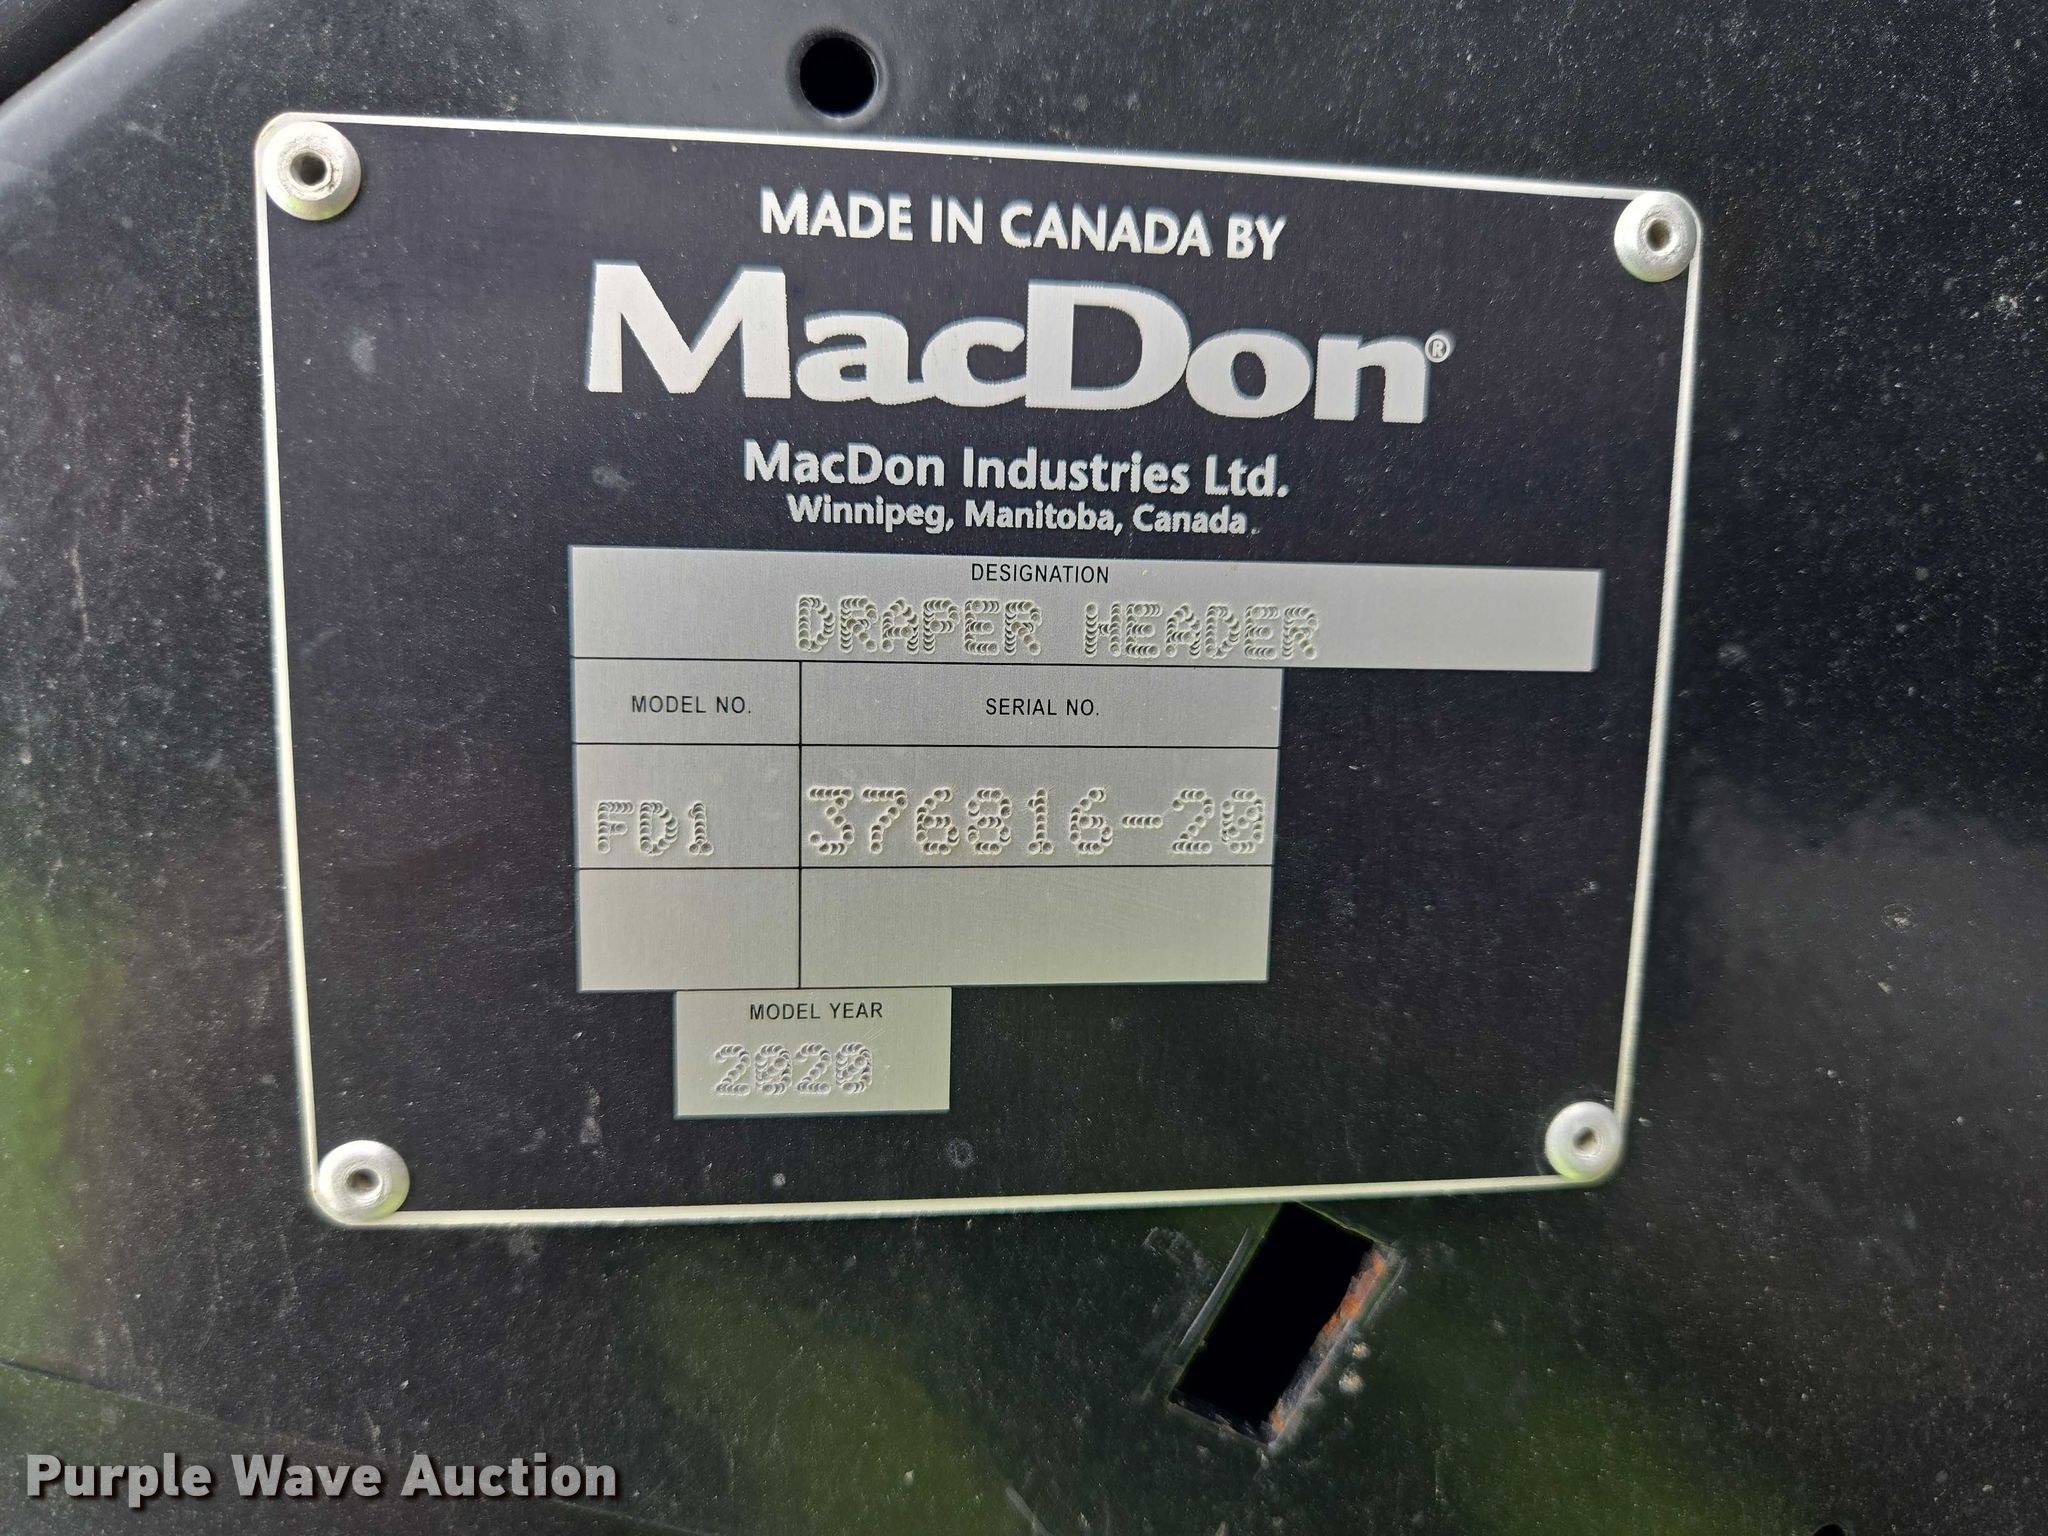 MADE IN CANADA BY
MacDon®
MacDon Industries Ltd.
Winnipeg, Manitoba, Canada.
DESIGNATION
DRAPER HEADER
MODEL NO. SERIAL NO.
FD1 376816-20
MODEL YEAR
2020
Purple Wave Auction